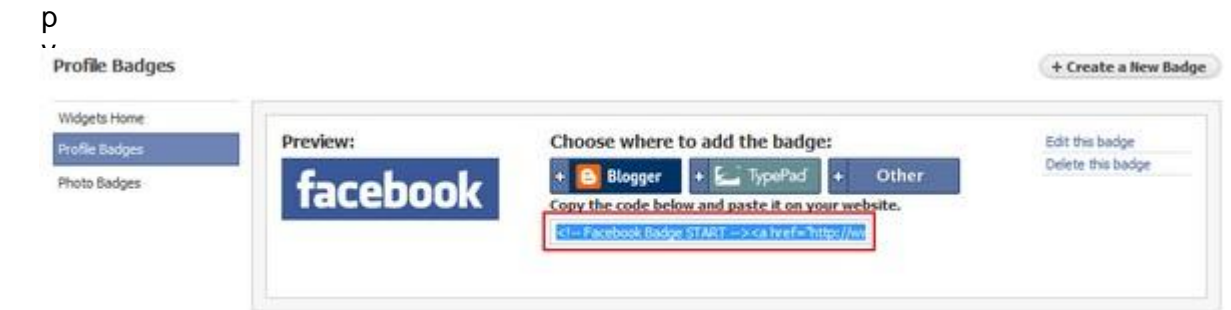 p
y
Profile Badges
+ Create a New Badge
Widgets Home
Profile Badges
Photo Badges
Preview:
facebook
Choose where to add the badge:
+ Blogger + TypePad + Other
Copy the code below and paste it on your website.
<!-- Facebook Badge START --><a href="http://ww
Edit this badge
Delete this badge